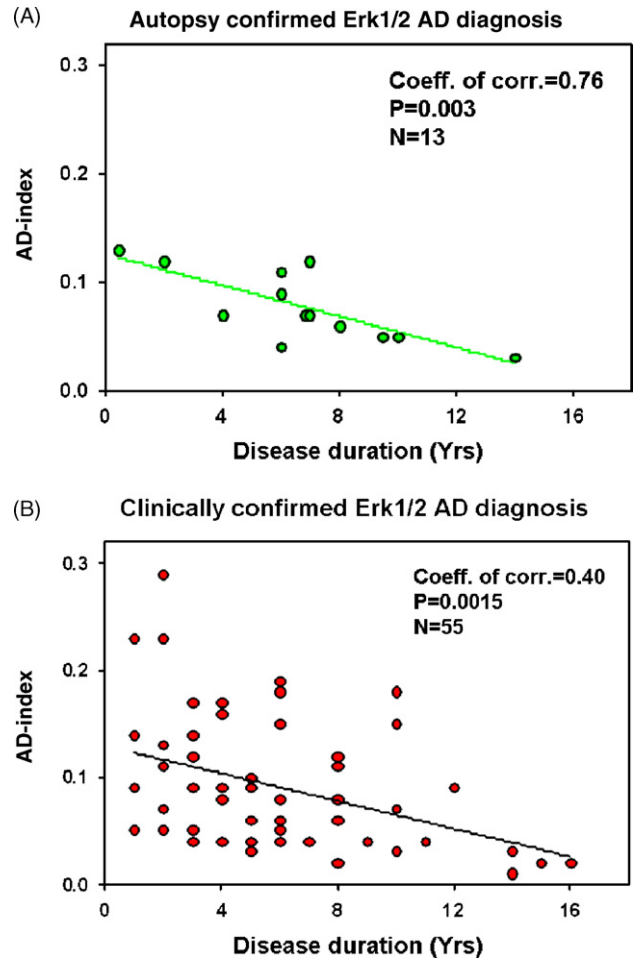 (A) Autopsy confirmed Erk1/2 AD diagnosis
0.3
Coeff. of corr.=0.76
P=0.003
N=13
0.2
AD-index
0.1
0.0
0 4 8 12 16
Disease duration (Yrs)
(B) Clinically confirmed Erk1/2 AD diagnosis
0.3
Coeff. of corr.=0.40
P=0.0015
N=55
0.2
AD-index
0.1
0.0
0 4 8 12 16
Disease duration (Yrs)